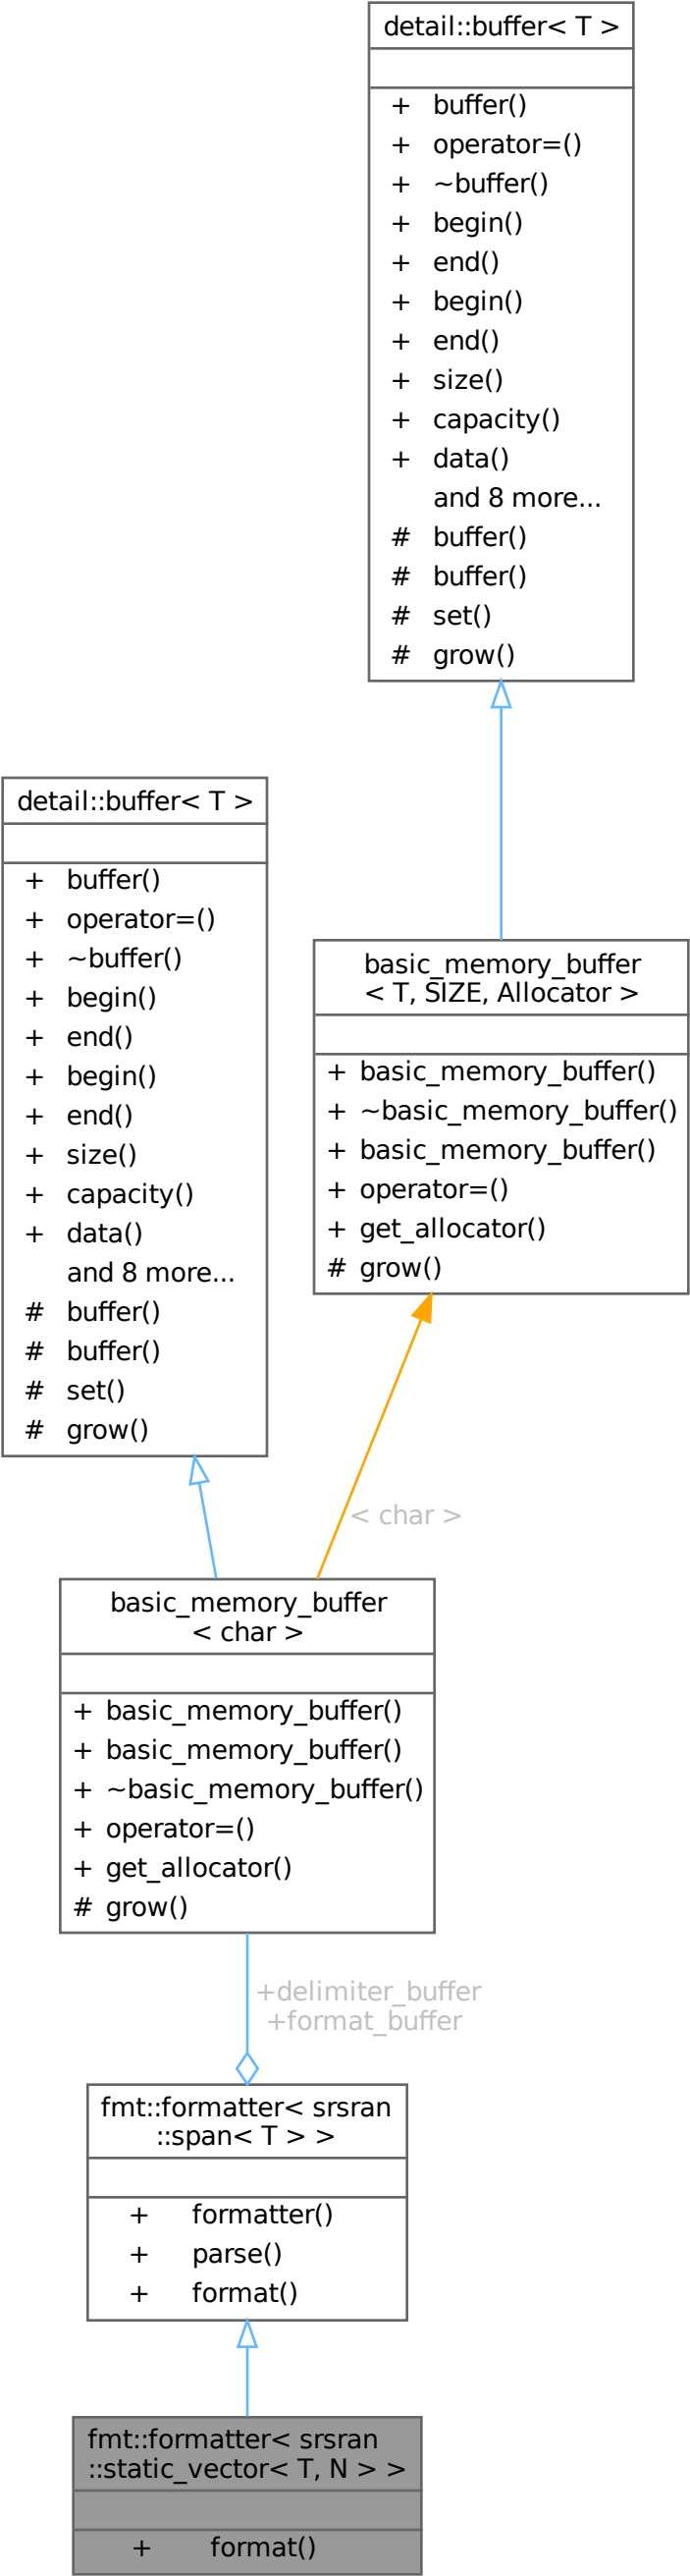 detail::buffer< T >
+ buffer()
+ operator=()
+ ~buffer()
+ begin()
+ end()
+ begin()
+ end()
+ size()
+ capacity()
+ data()
and 8 more...
# buffer()
# buffer()
# set()
# grow()
detail::buffer< T >
+ buffer()
+ operator=()
+ ~buffer()
+ begin()
+ end()
+ begin()
+ end()
+ size()
+ capacity()
+ data()
and 8 more...
# buffer()
# buffer()
# set()
# grow()
basic_memory_buffer
< T, SIZE, Allocator >
+ basic_memory_buffer()
+ ~basic_memory_buffer()
+ basic_memory_buffer()
+ operator=()
+ get_allocator()
# grow()
< char >
basic_memory_buffer
< char >
+ basic_memory_buffer()
+ basic_memory_buffer()
+ ~basic_memory_buffer()
+ operator=()
+ get_allocator()
# grow()
+delimiter_buffer
+format_buffer
fmt::formatter< srsran
::span< T > >
+ formatter()
+ parse()
+ format()
fmt::formatter< srsran
::static_vector< T, N > >
+ format()